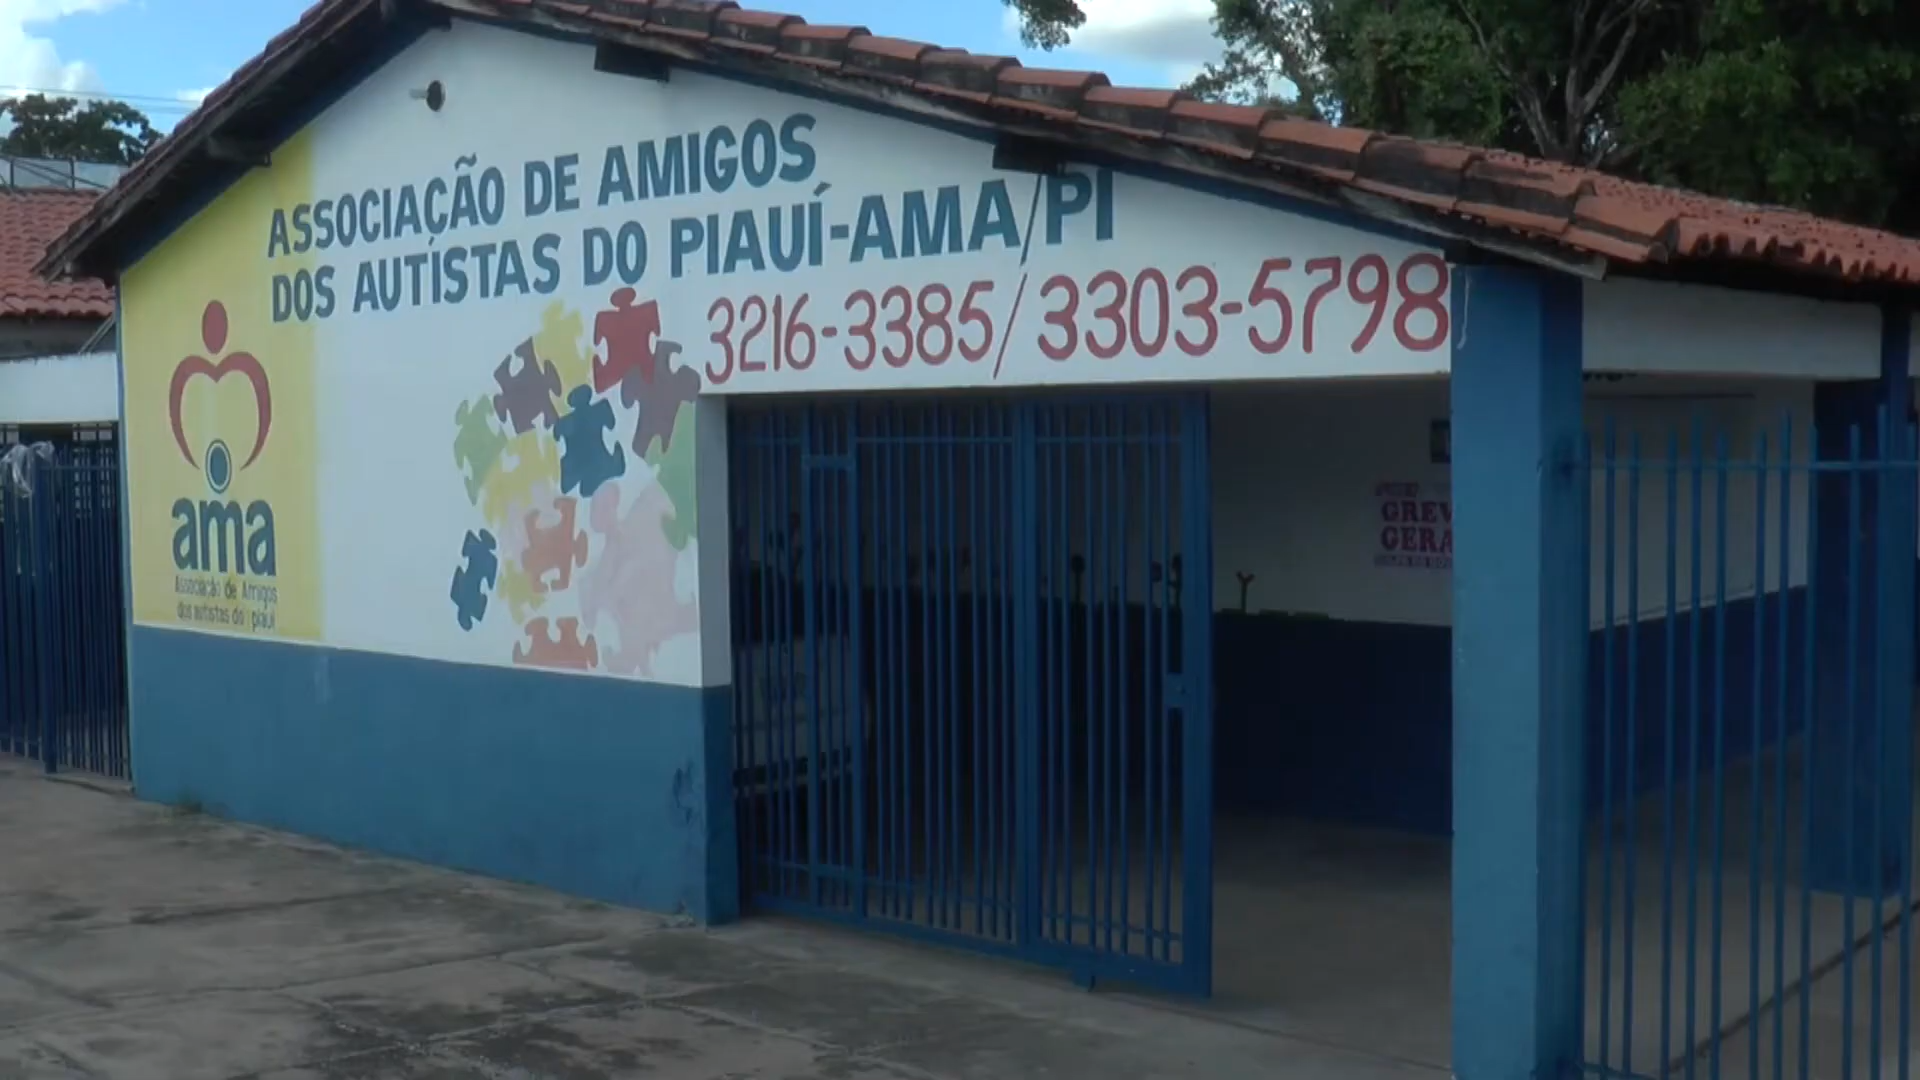 ASSOCIAÇÃO DE AMIGOS
DOS AUTISTAS DO PIAUÍ-AMA/PI
3216-3385/3303-5798
ama
Associação de Amigos
dos autistas do piauí
GREV
GERA